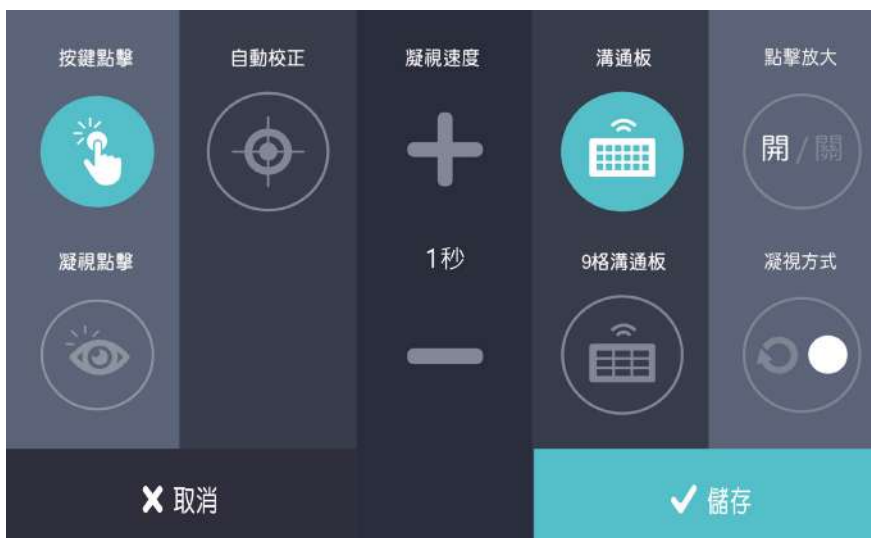 按鍵點擊
自動校正
凝視速度
溝通板
點擊放大
開/關
凝視點擊
1秒
9格溝通板
凝視方式
取消
儲存